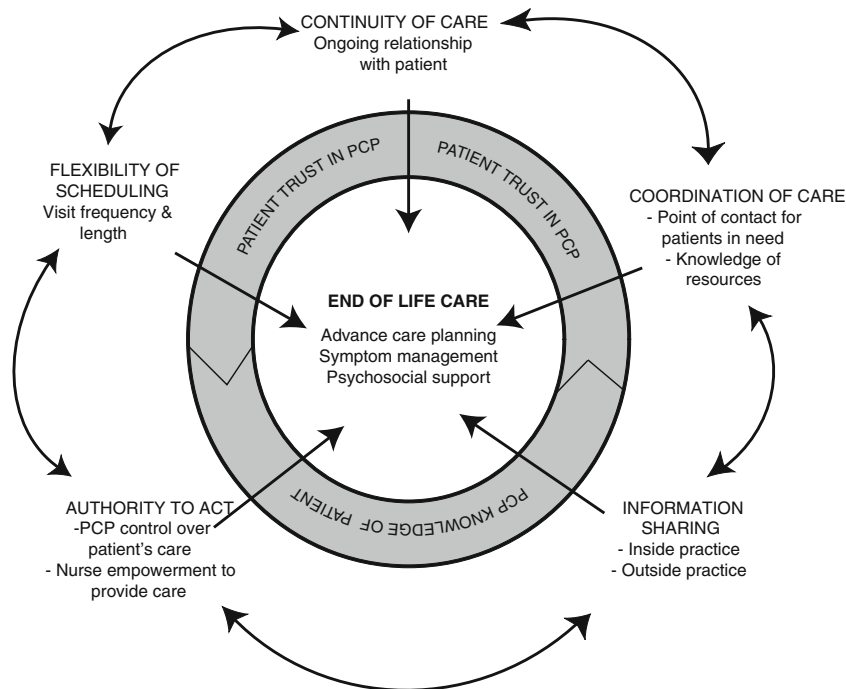 CONTINUITY OF CARE
Ongoing relationship
with patient
FLEXIBILITY OF
SCHEDULING
Visit frequency &
length
PATIENT TRUST IN PCP
PATIENT TRUST IN PCP
COORDINATION OF CARE
- Point of contact for
patients in need
- Knowledge of
resources
END OF LIFE CARE
Advance care planning
Symptom management
Psychosocial support
AUTHORITY TO ACT
-PCP control over
patient's care
- Nurse empowerment to
provide care
PCP KNOWLEDGE OF PATIENT
INFORMATION
SHARING
- Inside practice
- Outside practice